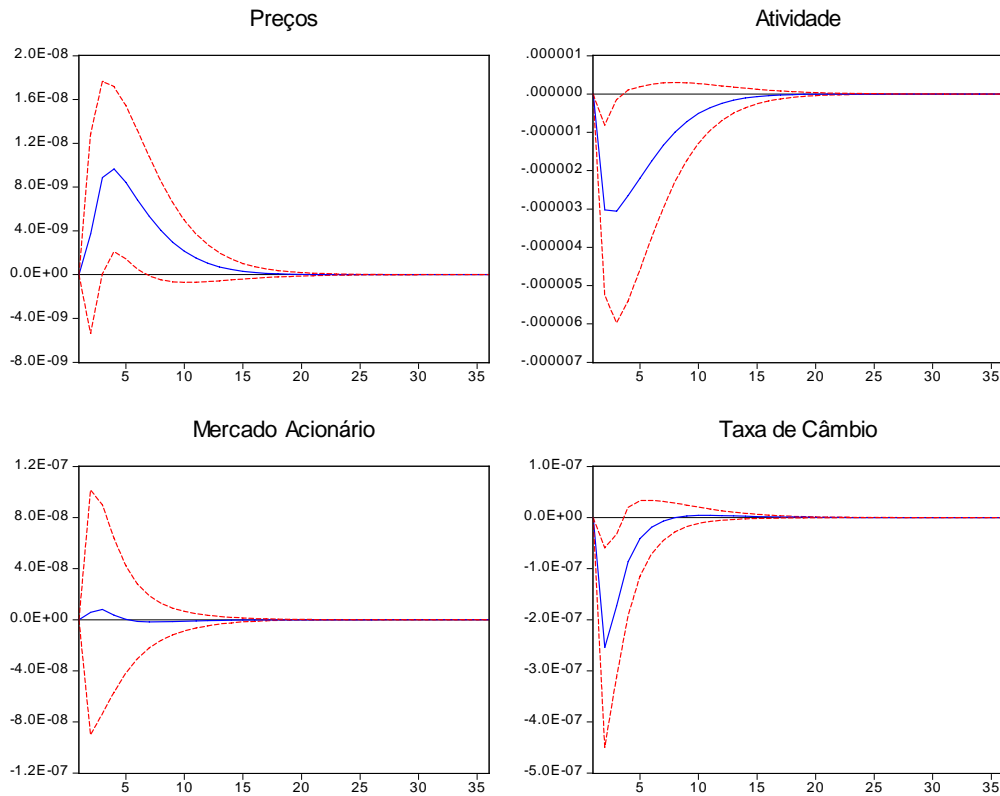 Preços
2.0E-08
1.6E-08
1.2E-08
8.0E-09
4.0E-09
0.0E+00
-4.0E-09
-8.0E-09
5 10 15 20 25 30 35
Atividade
.000001
.000000
-.000001
-.000002
-.000003
-.000004
-.000005
-.000006
-.000007
5 10 15 20 25 30 35
Mercado Acionário
1.2E-07
8.0E-08
4.0E-08
0.0E+00
-4.0E-08
-8.0E-08
-1.2E-07
5 10 15 20 25 30 35
Taxa de Câmbio
1.0E-07
0.0E+00
-1.0E-07
-2.0E-07
-3.0E-07
-4.0E-07
-5.0E-07
5 10 15 20 25 30 35